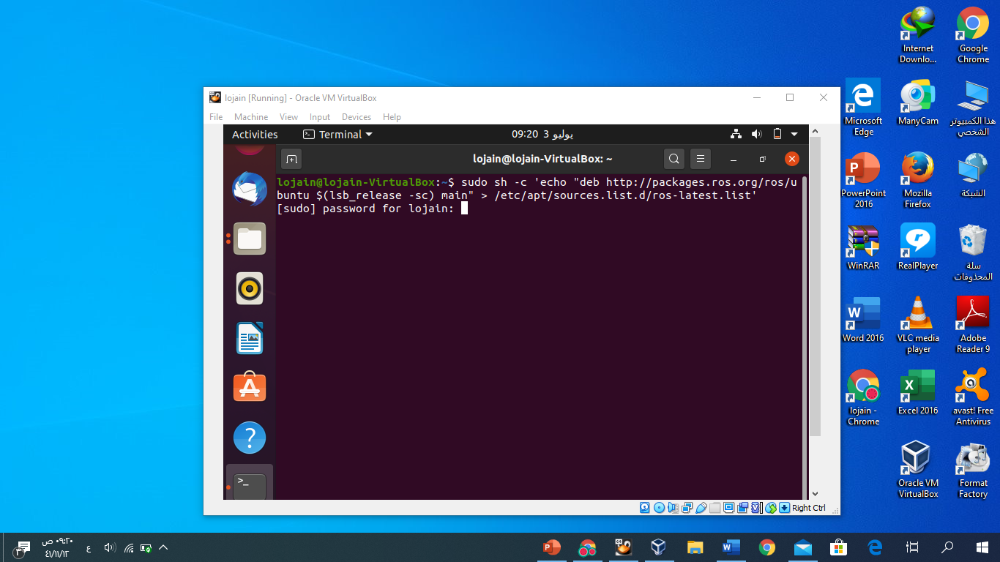 Internet Downlo...
Google Chrome
lojain [Running] - Oracle VM VirtualBox
File Machine View Input Devices Help
Microsoft Edge
ManyCam
هذا الكمبيوتر الشخصي
Activities
Terminal
09:20 3 يوليو
lojain@lojain-VirtualBox: ~
lojain@lojain-VirtualBox:~$ sudo sh -c 'echo "deb http://packages.ros.org/ros/u
buntu $(lsb_release -sc) main" > /etc/apt/sources.list.d/ros-latest.list'
[sudo] password for lojain:
PowerPoint 2016
Mozilla Firefox
الشبكة
WinRAR
RealPlayer
سلة المحذوفات
Word 2016
VLC media player
Adobe Reader 9
lojain - Chrome
Excel 2016
avast! Free Antivirus
Oracle VM VirtualBox
Format Factory
Right Ctrl
٠٩:٢٠ ص
٤١/١١/١٢
ع
٣